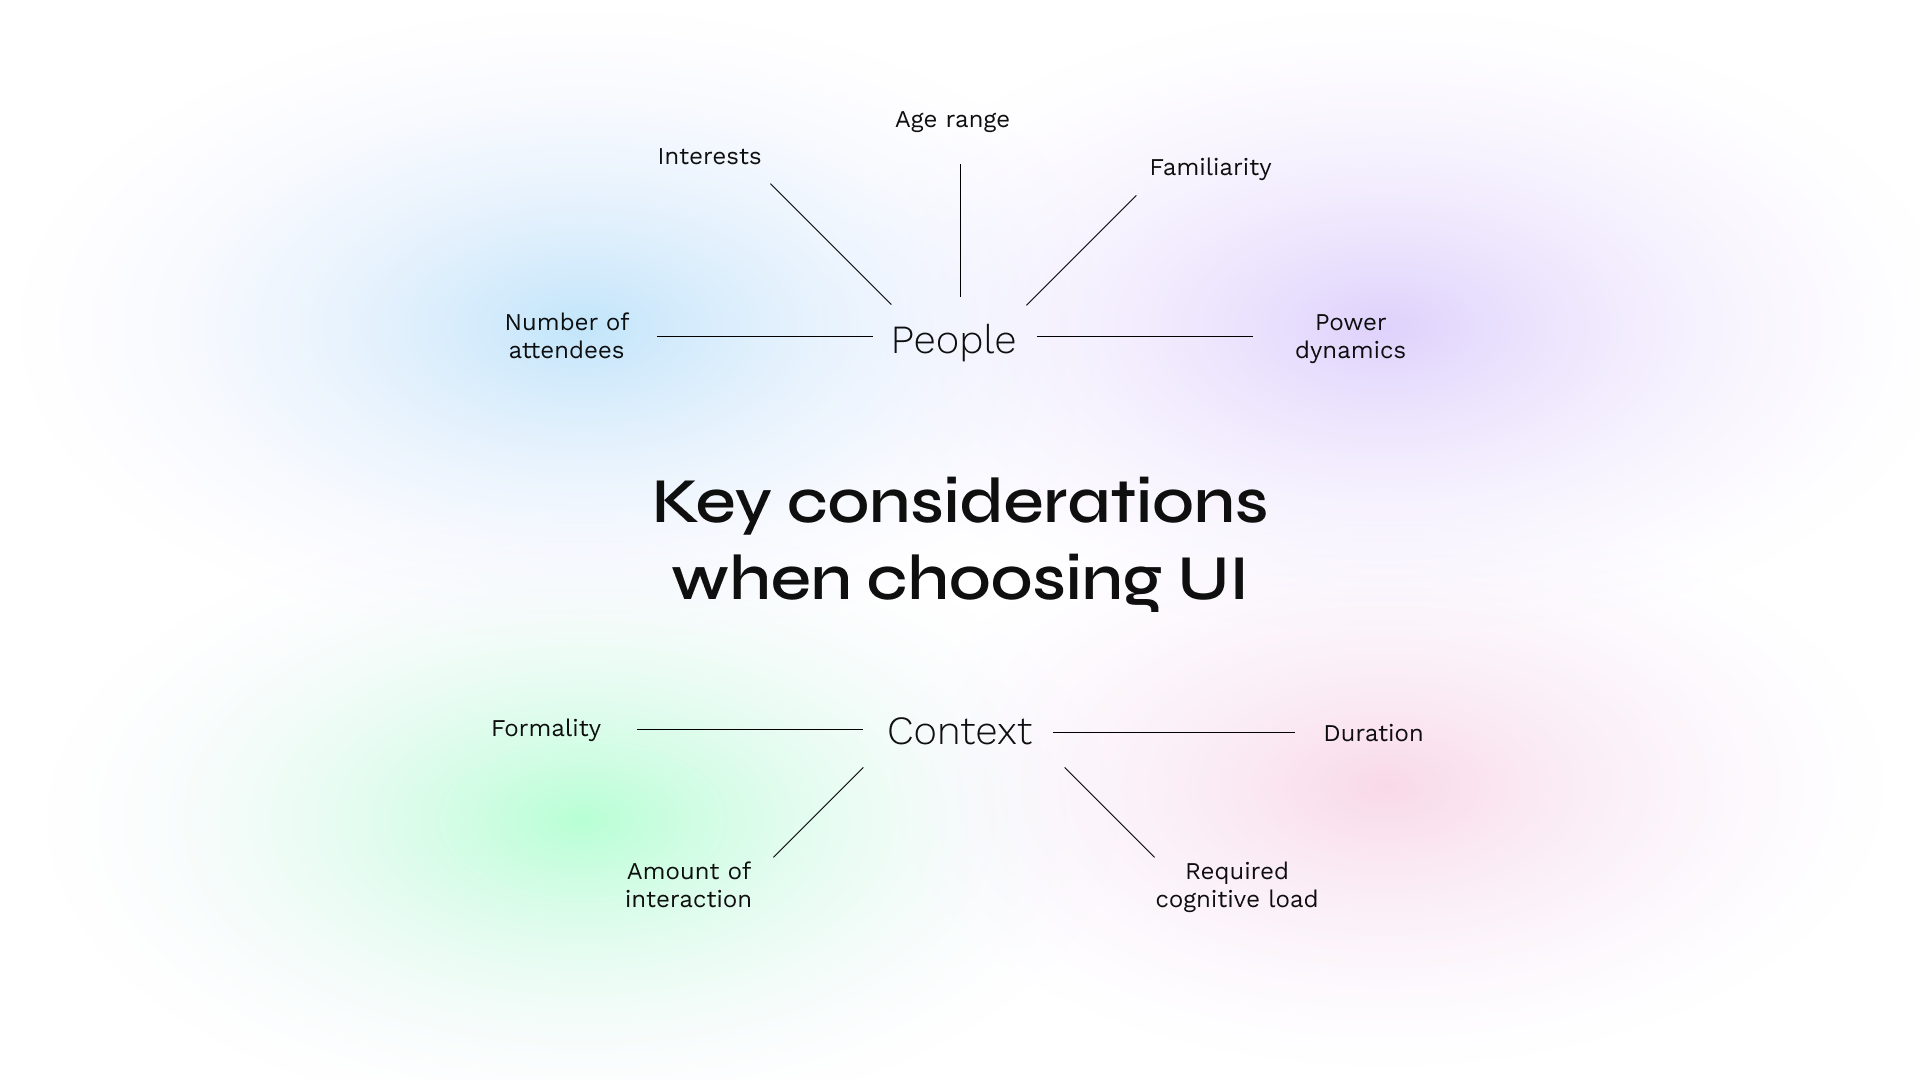 Age range
Interests
Familiarity
Number of
attendees
People
Power
dynamics
Key considerations
when choosing UI
Formality
Context
Duration
Amount of
interaction
Required
cognitive load